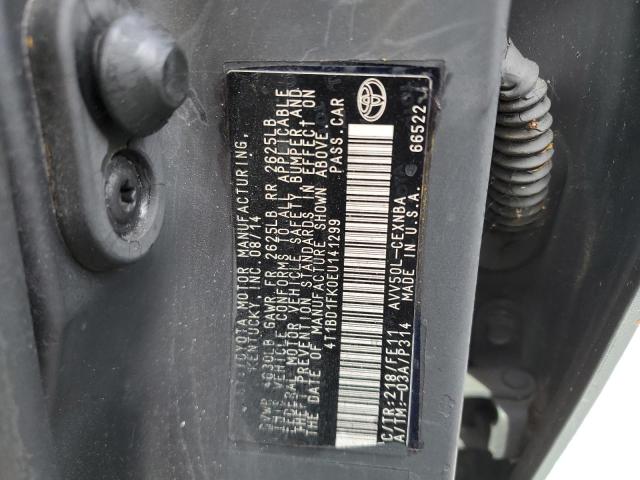 TOYOTA MOTOR MANUFACTURING,
KENTUCKY, INC. 08/14
GVWR 4630LB GAWR FR 2625LB RR 2625LB
THIS VEHICLE CONFORMS TO ALL APPLICABLE
FEDERAL MOTOR VEHICLE SAFETY, BUMPER, AND
THEFT PREVENTION STANDARDS IN EFFECT ON
THE DATE OF MANUFACTURE SHOWN ABOVE.
4T1BD1FK0EU141299 PASS. CAR
C/TR:218/FE11 AVV50L-CEXNBA 66522
A/TM:-03A/P314 MADE IN U.S.A.